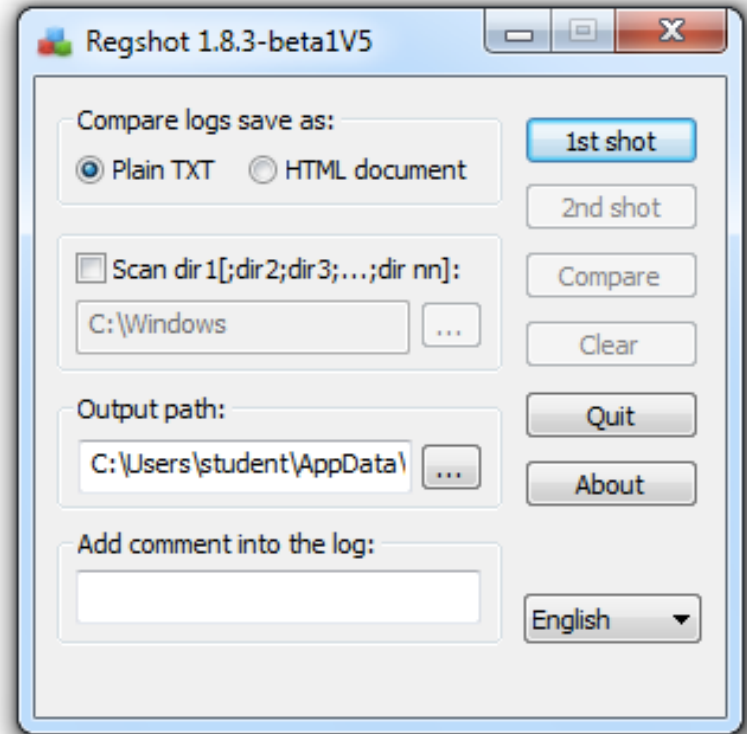 Regshot 1.8.3-beta1V5
Compare logs save as:
Plain TXT HTML document
1st shot
2nd shot
Scan dir1[;dir2;dir3;...;dir nn]:
C:\Windows ...
Compare
Clear
Output path:
C:\Users\student\AppData\ ...
Quit
About
Add comment into the log:
English